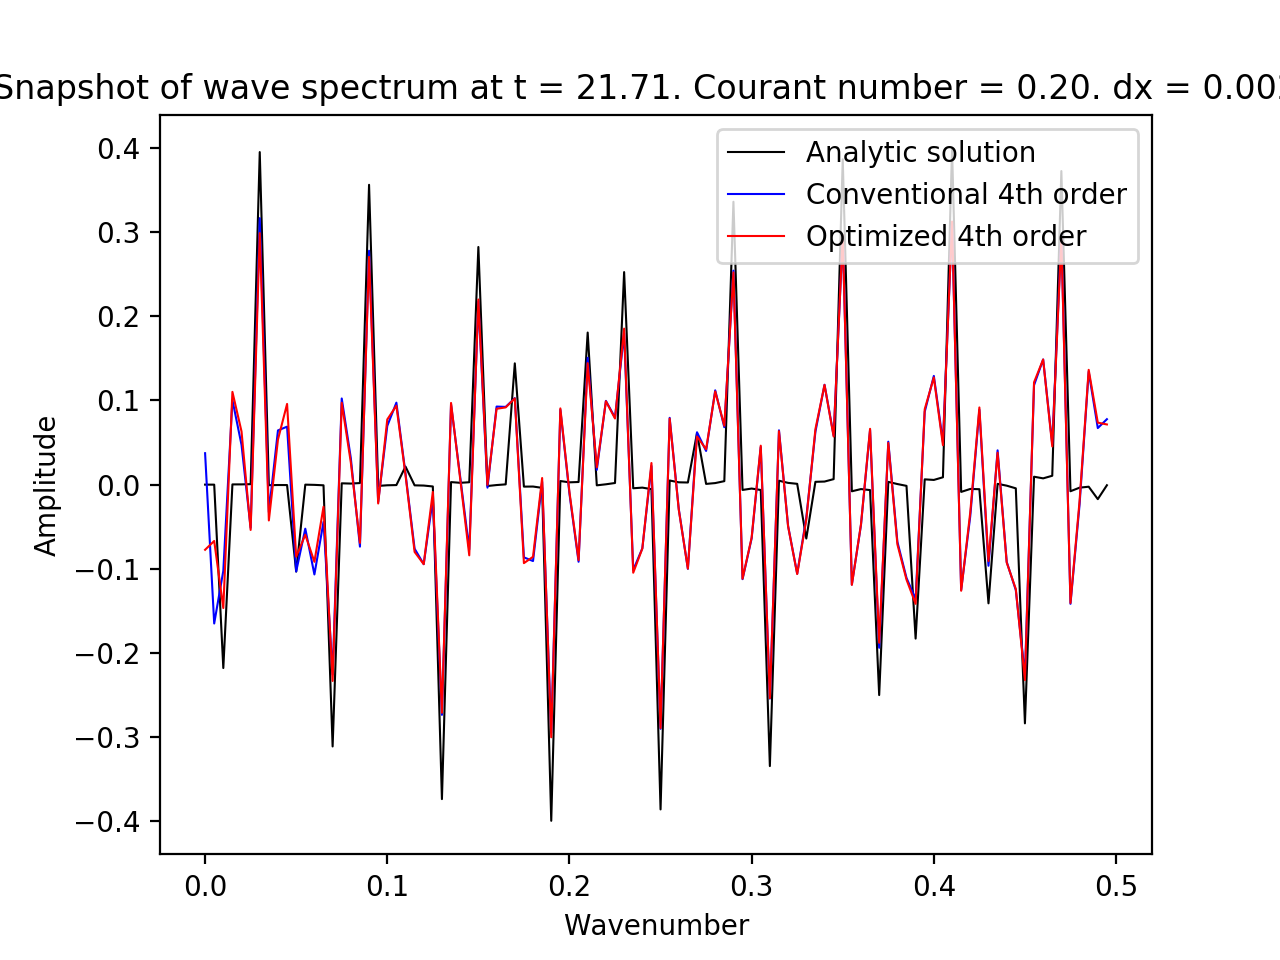 Snapshot of wave spectrum at t = 21.71. Courant number = 0.20. dx =
0.4
0.3
0.2
0.1
0.0
−0.1
−0.2
−0.3
−0.4
Amplitude
Analytic solution
Conventional 4th order
Optimized 4th order
0.0 0.1 0.2 0.3 0.4 0.5
Wavenumber